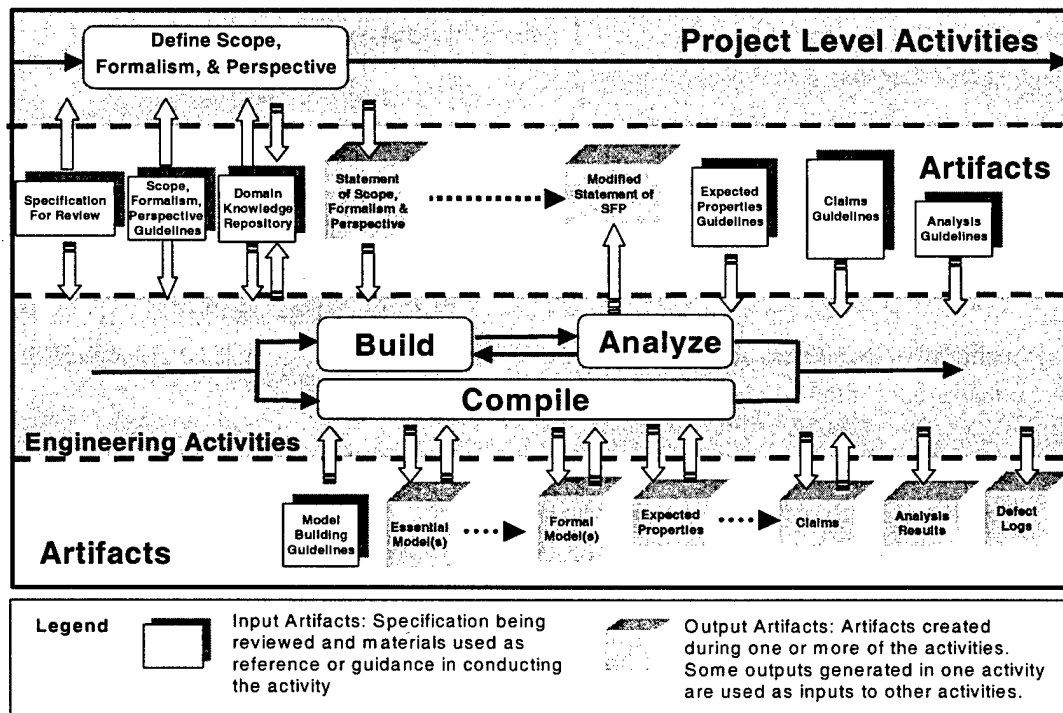 Define Scope,
Formalism, & Perspective
Project Level Activities
Specification
For Review
Scope,
Formalism,
Perspective
Guidelines
Domain
Knowledge
Repository
Statement
of Scope,
Formalism &
Perspective
Modified
Statement of
SFP
Expected
Properties
Guidelines
Claims
Guidelines
Artifacts
Analysis
Guidelines
Build
Analyze
Compile
Engineering Activities
Artifacts
Model
Building
Guidelines
Essential
Model(s)
Formal
Model(s)
Expected
Properties
Claims
Analysis
Results
Defect
Logs
Legend
Input Artifacts: Specification being
reviewed and materials used as
reference or guidance in conducting
the activity
Output Artifacts: Artifacts created
during one or more of the activities.
Some outputs generated in one activity
are used as inputs to other activities.